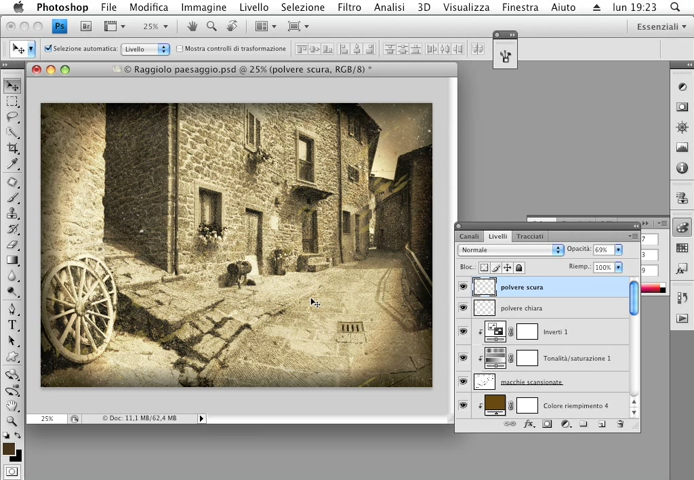 Photoshop File Modifica Immagine Livello Selezione Filtro Analisi 3D Visualizza Finestra Aiuto lun 19:23
Ps Br 25% Essenziali
Selezione automatica: Livello Mostra controlli di trasformazione
© Raggiolo paesaggio.psd @ 25% (polvere scura, RGB/8) *
Canali Livelli Tracciati
Normale Opacità: 69%
Bloc.: Riemp.: 100%
polvere scura
polvere chiara
Inverti 1
Tonalità/saturazione 1
macchie scansionate
Colore riempimento 4
25% Doc: 11,1 MB/62,4 MB